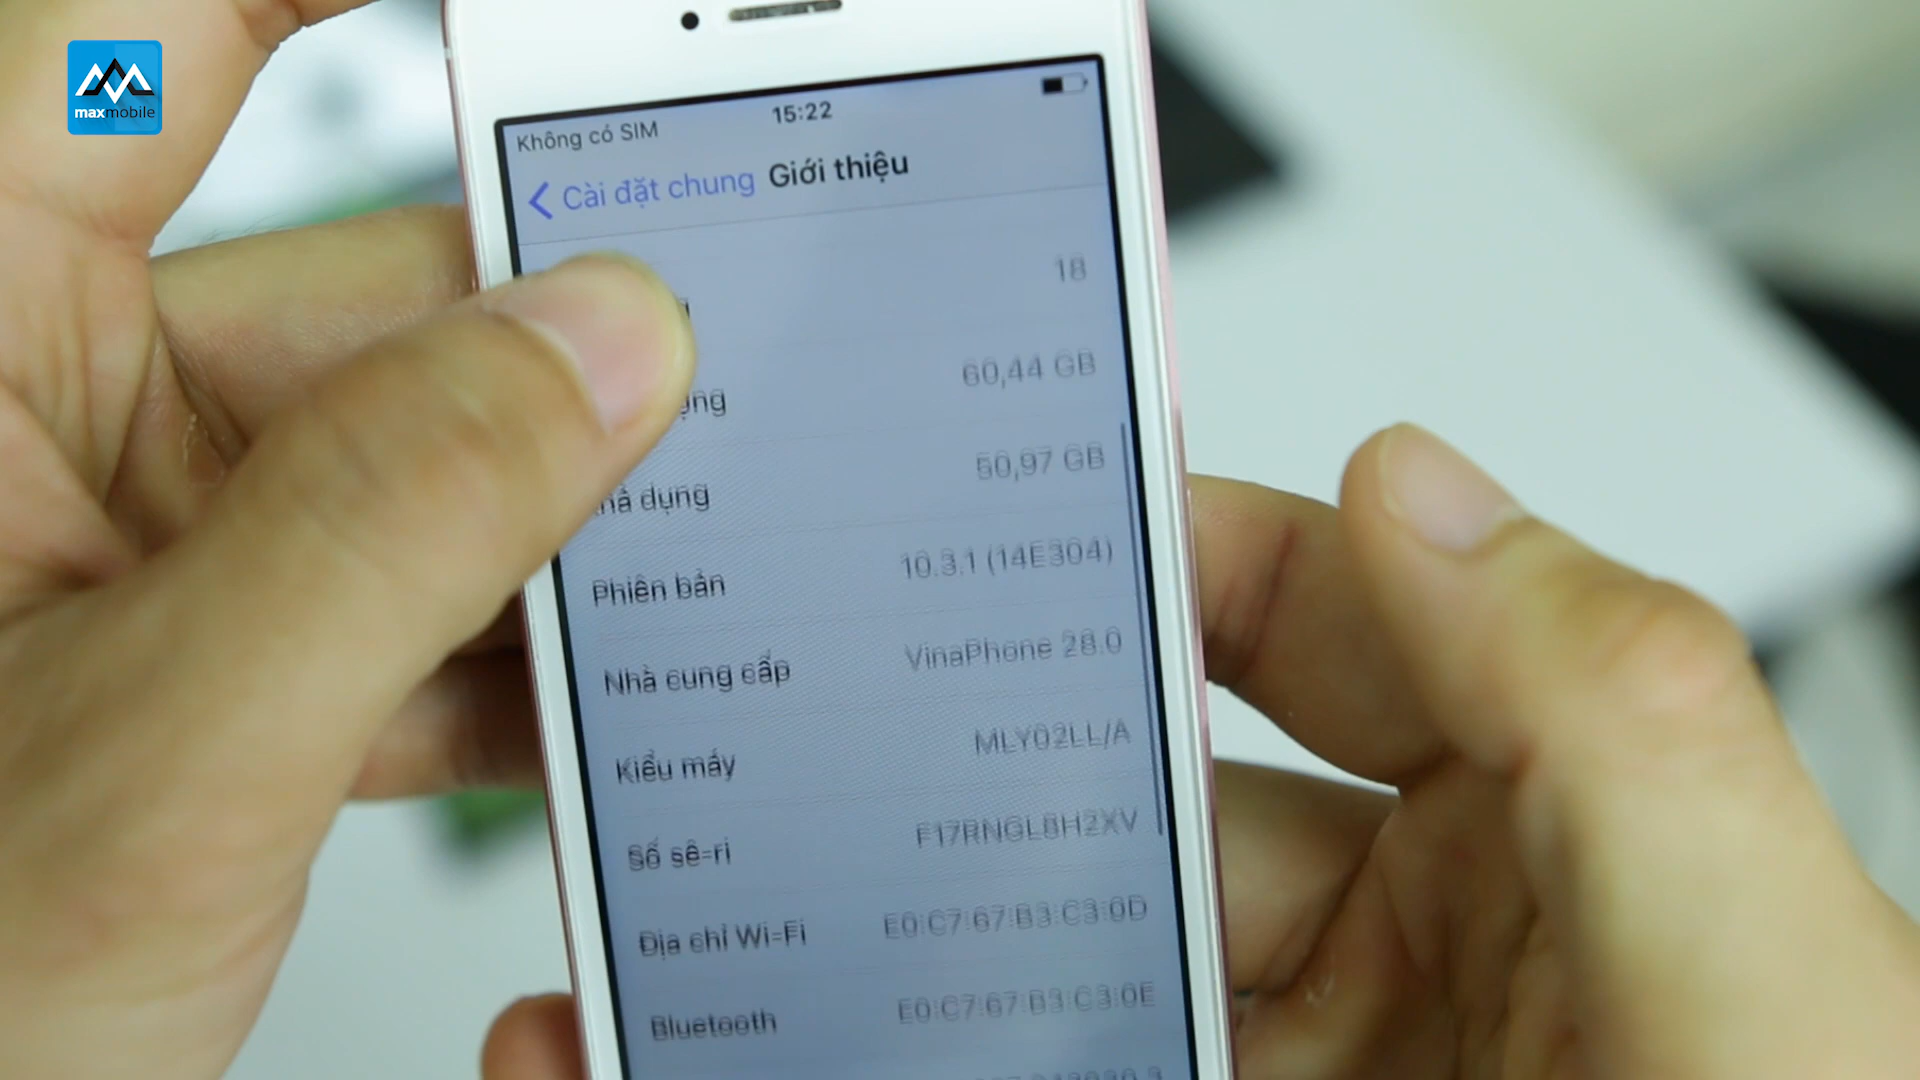 maxmobile
Không có SIM
15:22
Cài đặt chung Giới thiệu
18
60,44 GB
dụng 50,97 GB
Phiên bản 10.3.1 (14E304)
Nhà cung cấp VinaPhone 28.0
Kiểu máy MLY02LL/A
Số sê-ri F17RNGL8H2XV
Địa chỉ Wi-Fi E0:C7:67:B3:C3:0D
Bluetooth E0:C7:67:B3:C3:0E